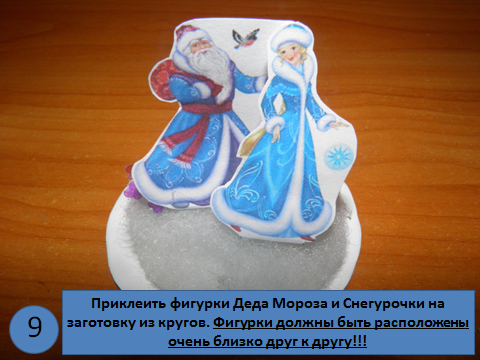 Приклеить фигурки Деда Мороза и Снегурочки на
заготовку из кругов. Фигурки должны быть расположены
очень близко друг к другу!!!
9